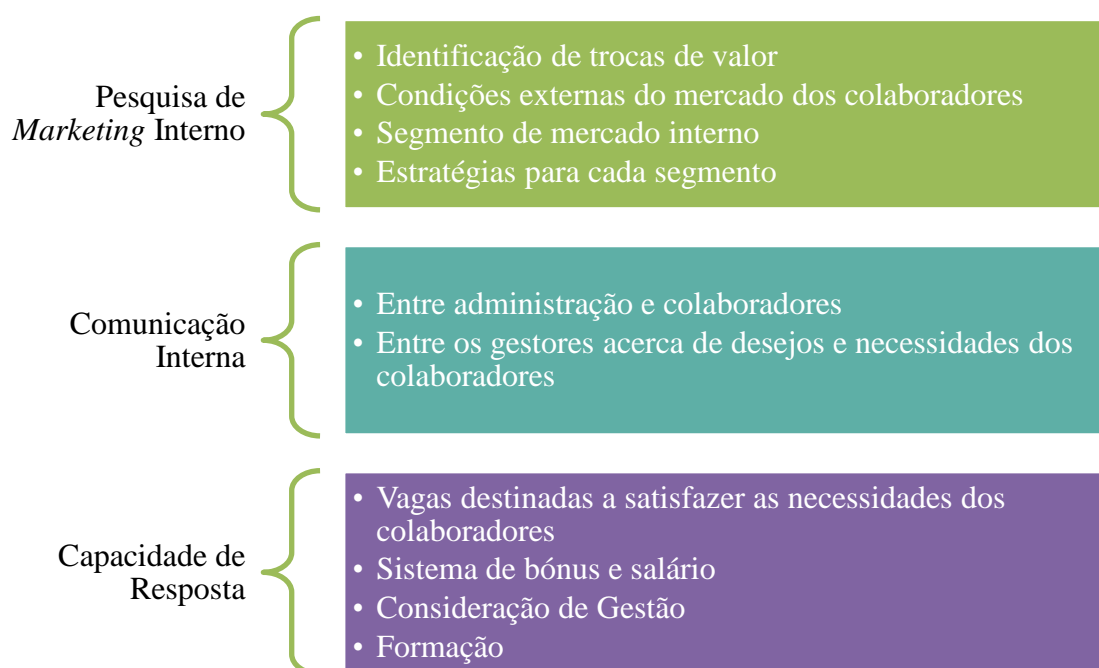 Pesquisa de
Marketing Interno
• Identificação de trocas de valor
• Condições externas do mercado dos colaboradores
• Segmento de mercado interno
• Estratégias para cada segmento
Comunicação
Interna
• Entre administração e colaboradores
• Entre os gestores acerca de desejos e necessidades dos
colaboradores
Capacidade de
Resposta
• Vagas destinadas a satisfazer as necessidades dos
colaboradores
• Sistema de bónus e salário
• Consideração de Gestão
• Formação